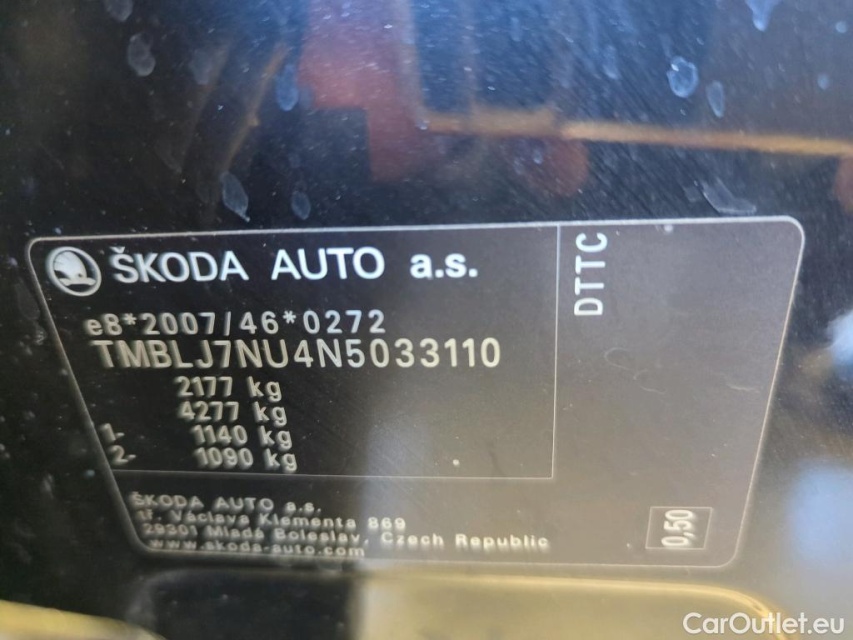 ŠKODA AUTO a.s.
DTTC
e8*2007/46*0272
TMBLJ7NU4N5033110
2177 kg
4277 kg
1- 1140 kg
2- 1090 kg
ŠKODA AUTO a.s.
tř. Václava Klementa 869
29301 Mladá Boleslav, Czech Republic
www.skoda-auto.com
0,50
CarOutlet.eu